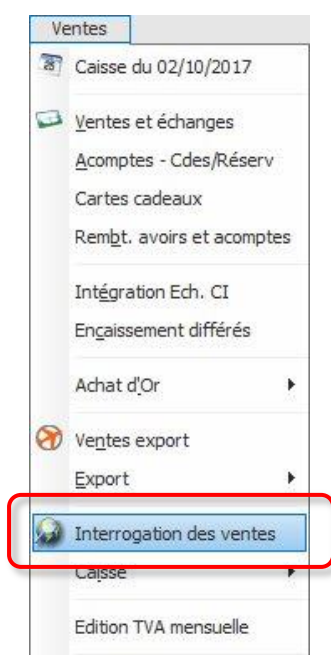 Ventes
Caisse du 02/10/2017
Ventes et échanges
Acomptes - Cdes/Réserv
Cartes cadeaux
Rembt. avoirs et acomptes
Intégration Ech. CI
Encaissement différés
Achat d'Or
Ventes export
Export
Interrogation des ventes
Caisse
Edition TVA mensuelle